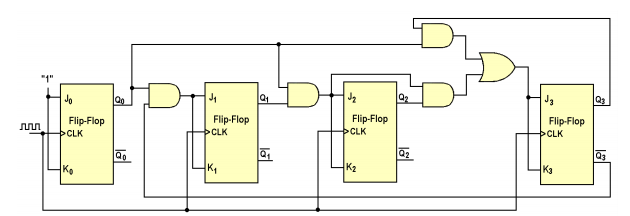 "1"
J0 Q0
Flip-Flop
CLK
K0 Q0
J1 Q1
Flip-Flop
CLK
K1 Q1
J2 Q2
Flip-Flop
CLK
K2 Q2
J3 Q3
Flip-Flop
CLK
K3 Q3